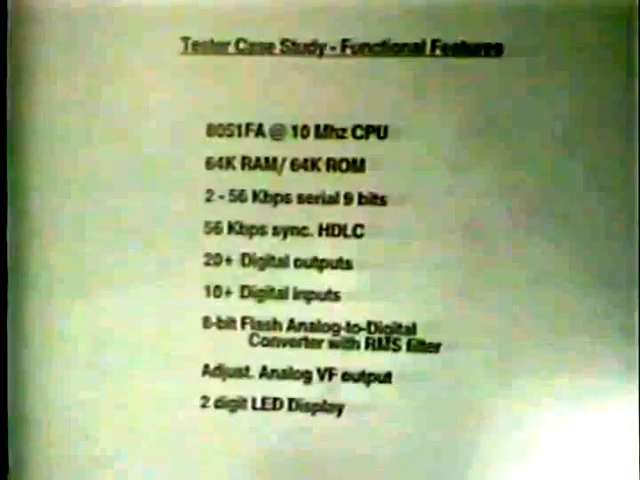 Tester Case Study - Functional Features
8051FA @ 10 Mhz CPU
64K RAM/ 64K ROM
2 - 56 Kbps serial 9 bits
56 Kbps sync. HDLC
20+ Digital outputs
10+ Digital inputs
8-bit Flash Analog-to-Digital
Converter with RMS filter
Adjust. Analog VF output
2 digit LED Display